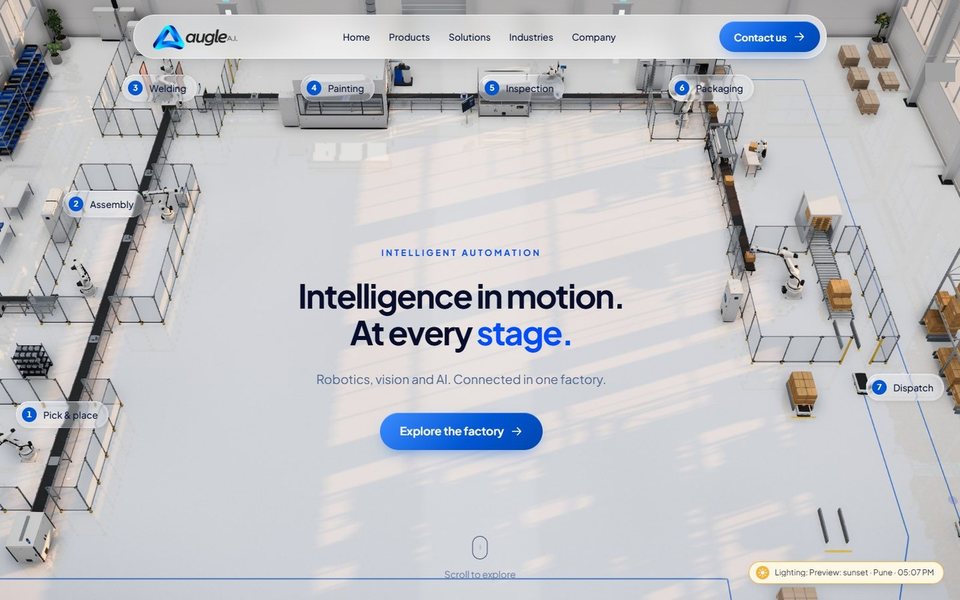 augle A.I.
Home Products Solutions Industries Company
Contact us
3 Welding
4 Painting
5 Inspection
6 Packaging
2 Assembly
INTELLIGENT AUTOMATION
Intelligence in motion.
At every stage.
Robotics, vision and AI. Connected in one factory.
7 Dispatch
1 Pick & place
Explore the factory
Scroll to explore
Lighting: Preview: sunset · Pune · 05:07 PM